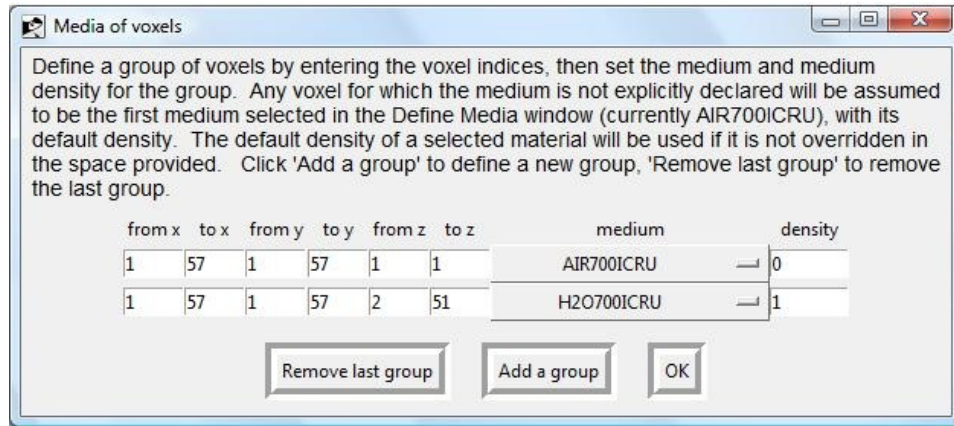 Media of voxels
Define a group of voxels by entering the voxel indices, then set the medium and medium
density for the group.  Any voxel for which the medium is not explicitly declared will be assumed
to be the first medium selected in the Define Media window (currently AIR700ICRU), with its
default density.  The default density of a selected material will be used if it is not overridden in
the space provided.   Click 'Add a group' to define a new group, 'Remove last group' to remove
the last group.
from x to x from y to y from z to z medium density
1 57 1 57 1 1 AIR700ICRU 0
1 57 1 57 2 51 H2O700ICRU 1
Remove last group Add a group OK